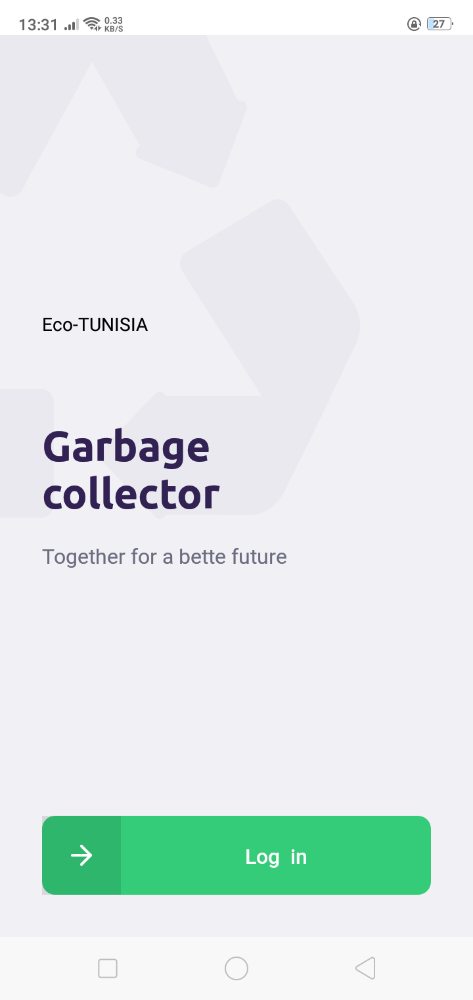 13:31 0.33 KB/S 27
Eco-TUNISIA
Garbage
collector
Together for a bette future
Log in